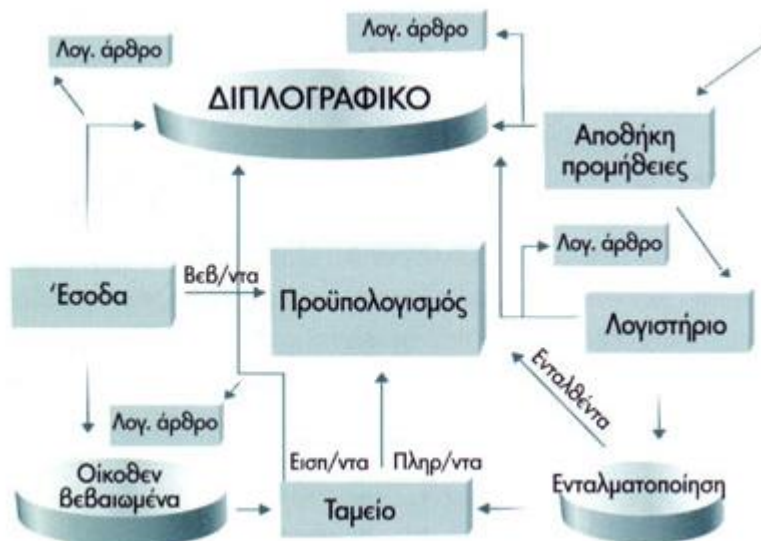 Λογ. άρθρο
Λογ. άρθρο
ΔΙΠΛΟΓΡΑΦΙΚΟ
Αποθήκη
προμήθειες
Λογ. άρθρο
Βεβ/ντα
Έσοδα
Προϋπολογισμός
Λογιστήριο
Ενταλθέντα
Λογ. άρθρο
Οίκοθεν
βεβαιωμένα
Εισπ/ντα
Πληρ/ντα
Ταμείο
Ενταλματοποίηση